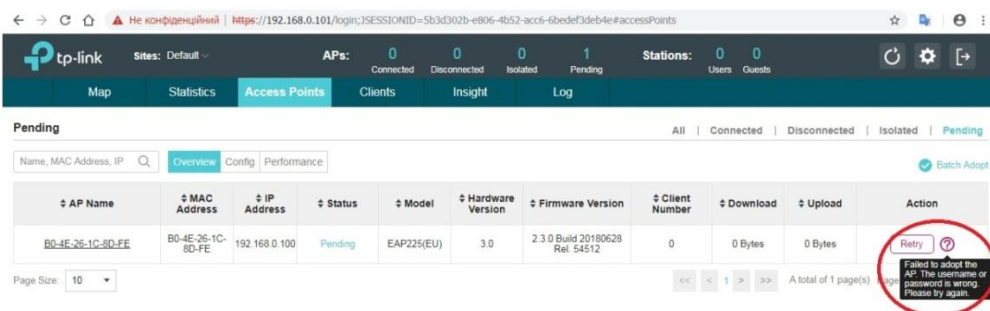 Не конфіденційний | https://192.168.0.101/login;JSESSIONID=5b3d302b-e806-4b52-acc6-6bedef3deb4e#accessPoints
tp-link Sites: Default APs: 0 0 0 1 Stations: 0 0
Connected Disconnected Isolated Pending Users Guests
Map Statistics Access Points Clients Insight Log
Pending All | Connected | Disconnected | Isolated | Pending
Name, MAC Address, IP Overview Config Performance Batch Adopt
AP Name MAC Address IP Address Status Model Hardware Version Firmware Version Client Number Download Upload Action
B0-4E-26-1C-8D-FE B0-4E-26-1C-8D-FE 192.168.0.100 Pending EAP225(EU) 3.0 2.3.0 Build 20180628 Rel. 54512 0 0 Bytes 0 Bytes Retry ?
Page Size: 10 << < 1 > >> A total of 1 page(s)
Failed to adopt the
AP. The username or
password is wrong.
Please try again.